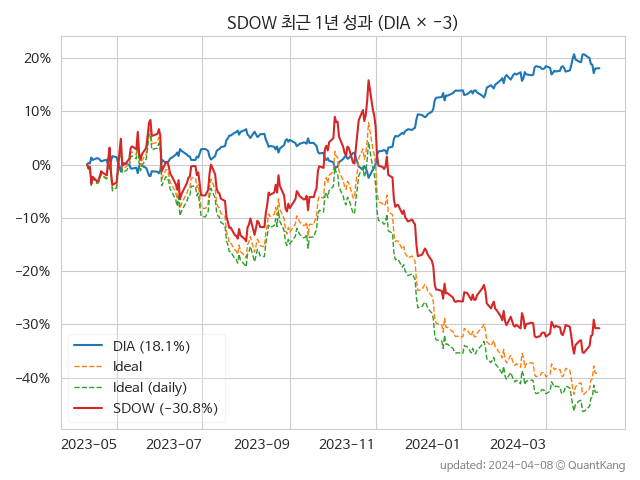 SDOW 최근 1년 성과 (DIA × −3)
20%
10%
0%
−10%
−20%
−30%
−40%
DIA (18.1%)
Ideal
Ideal (daily)
SDOW (−30.8%)
2023−05
2023−07
2023−09
2023−11
2024−01
2024−03
updated: 2024−04−08 © QuantKang